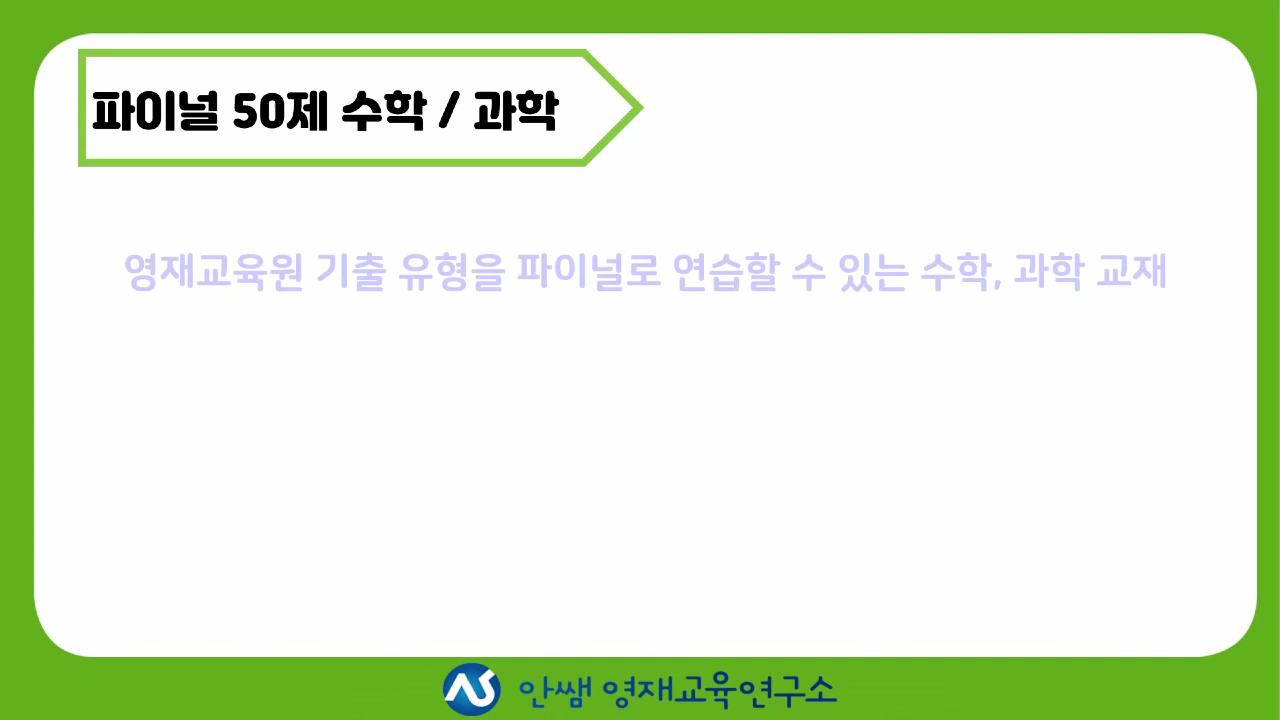 파이널 50제 수학 / 과학
영재교육원 기출 유형을 파이널로 연습할 수 있는 수학, 과학 교재
안쌤 영재교육연구소